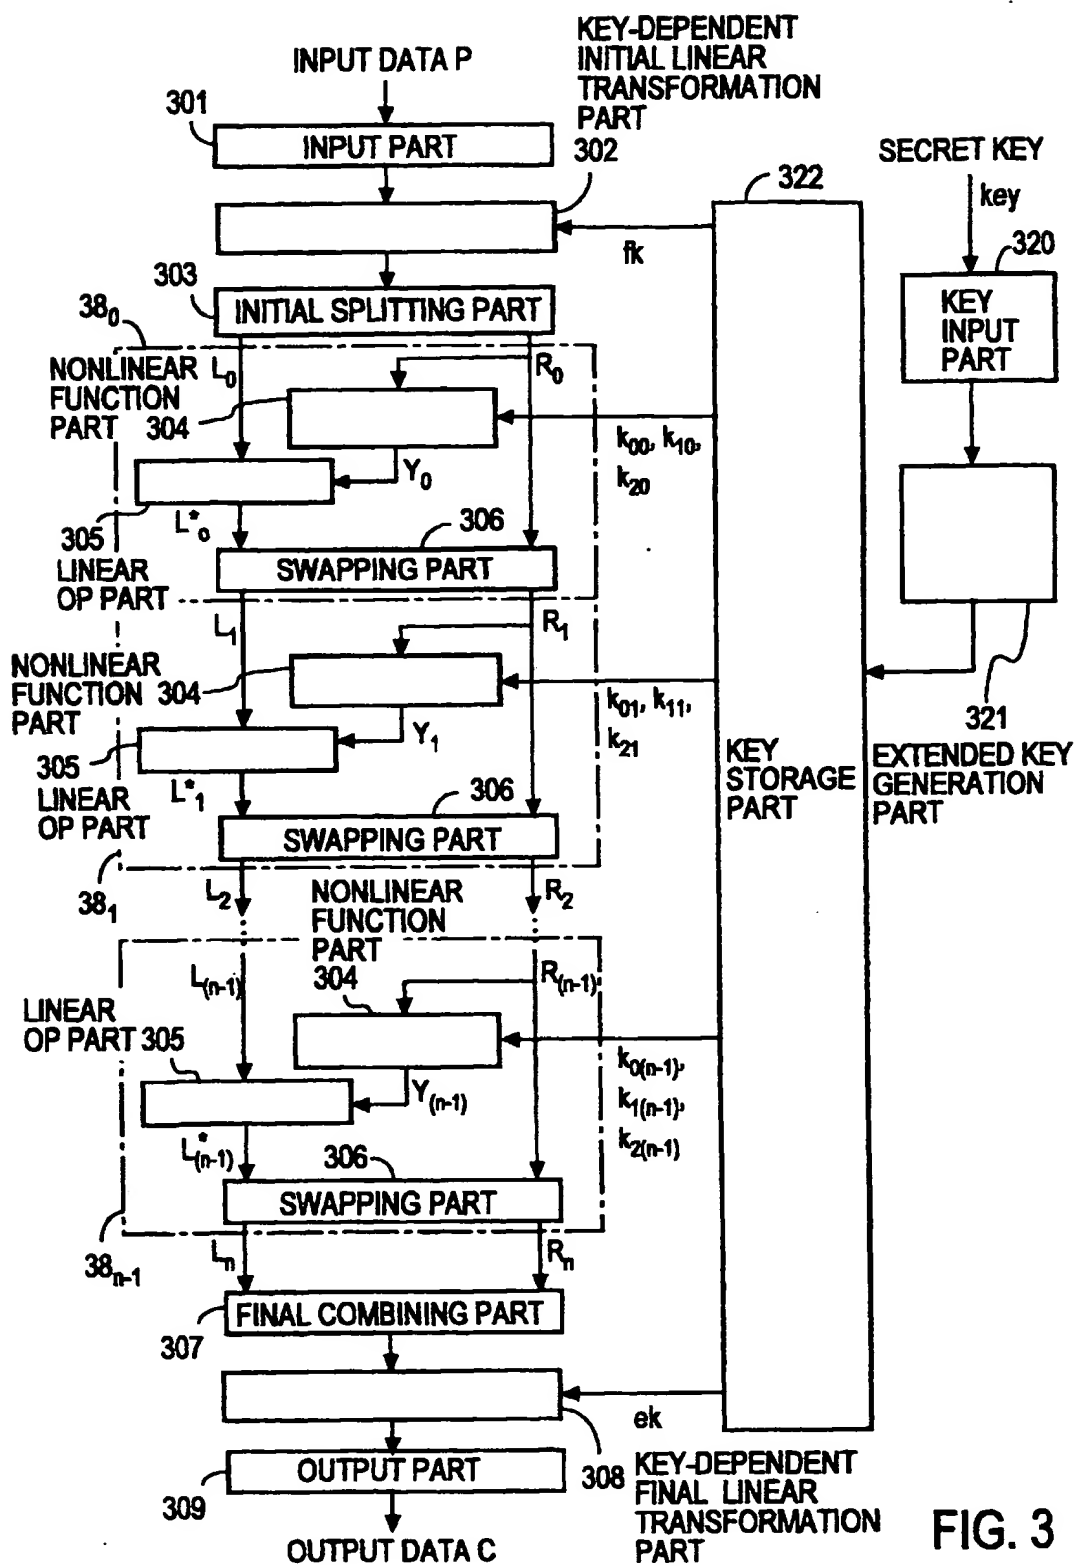 INPUT DATA P
KEY-DEPENDENT
INITIAL LINEAR
TRANSFORMATION
PART
301
INPUT PART
302
SECRET KEY
322
key
fk
320
303
INITIAL SPLITTING PART
KEY
INPUT
PART
38₀
NONLINEAR
FUNCTION
PART 304
L₀
R₀
k₀₀, k₁₀,
k₂₀
Y₀
305
L*₀
306
LINEAR
OP PART
SWAPPING PART
L₁
R₁
NONLINEAR
FUNCTION 304
PART
k₀₁, k₁₁,
k₂₁
321
305
Y₁
KEY
STORAGE
PART
EXTENDED KEY
GENERATION
PART
L*₁
LINEAR
OP PART
306
SWAPPING PART
38₁
L₂
R₂
NONLINEAR
FUNCTION
PART
304
L₍n-1₎
R₍n-1₎
LINEAR
OP PART 305
k₀₍n-1₎,
k₁₍n-1₎,
k₂₍n-1₎
Y₍n-1₎
L*₍n-1₎
306
SWAPPING PART
38n-1
Ln
Rn
FINAL COMBINING PART
307
ek
308
KEY-DEPENDENT
FINAL LINEAR
TRANSFORMATION
PART
OUTPUT PART
309
OUTPUT DATA C
FIG. 3